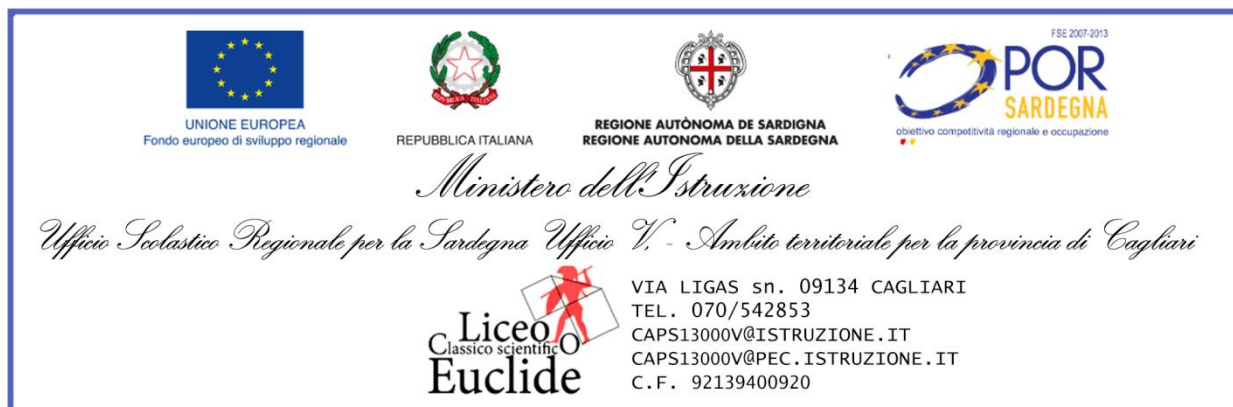 UNIONE EUROPEA
Fondo europeo di sviluppo regionale
REPUBBLICA ITALIANA
REGIONE AUTÒNOMA DE SARDIGNA
REGIONE AUTONOMA DELLA SARDEGNA
FSE 2007-2013
POR
SARDEGNA
obiettivo competitività regionale e occupazione
Ministero dell'Istruzione
Ufficio Scolastico Regionale per la Sardegna Ufficio V, - Ambito territoriale per la provincia di Cagliari
Liceo
Classico scientificO
Euclide
VIA LIGAS sn. 09134 CAGLIARI
TEL. 070/542853
CAPS13000V@ISTRUZIONE.IT
CAPS13000V@PEC.ISTRUZIONE.IT
C.F. 92139400920